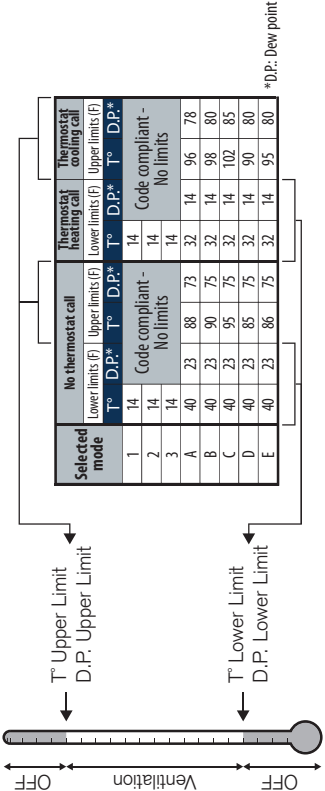 OFF
Ventilation
OFF
T° Upper Limit
D.P. Upper Limit
T° Lower Limit
D.P. Lower Limit
Selected mode | No thermostat call | Thermostat heating call | Thermostat cooling call
Lower limits (F) | Upper limits (F) | Lower limits (F) | Upper limits (F)
T° | D.P.* | T° | D.P.* | T° | D.P.* | T° | D.P.*
1 | 14 | Code compliant - No limits | 14 | Code compliant - No limits
2 | 14 | 14
3 | 14 | 14
A | 40 | 23 | 88 | 73 | 32 | 14 | 96 | 78
B | 40 | 23 | 90 | 75 | 32 | 14 | 98 | 80
C | 40 | 23 | 95 | 75 | 32 | 14 | 102 | 85
D | 40 | 23 | 85 | 75 | 32 | 14 | 90 | 80
E | 40 | 23 | 86 | 75 | 32 | 14 | 95 | 80
*D.P.: Dew point